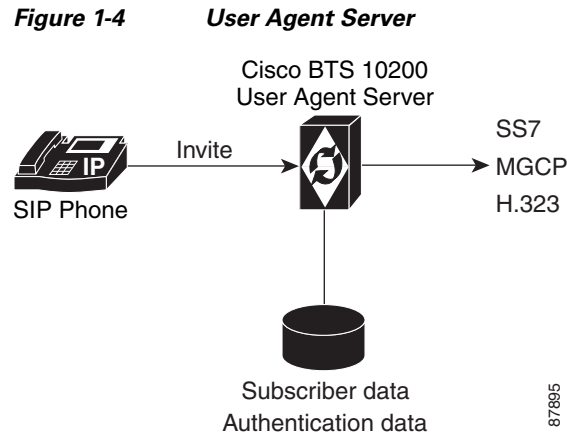 Figure 1-4 User Agent Server
Cisco BTS 10200
User Agent Server
SS7
Invite
MGCP
IP
H.323
SIP Phone
Subscriber data
Authentication data
87895